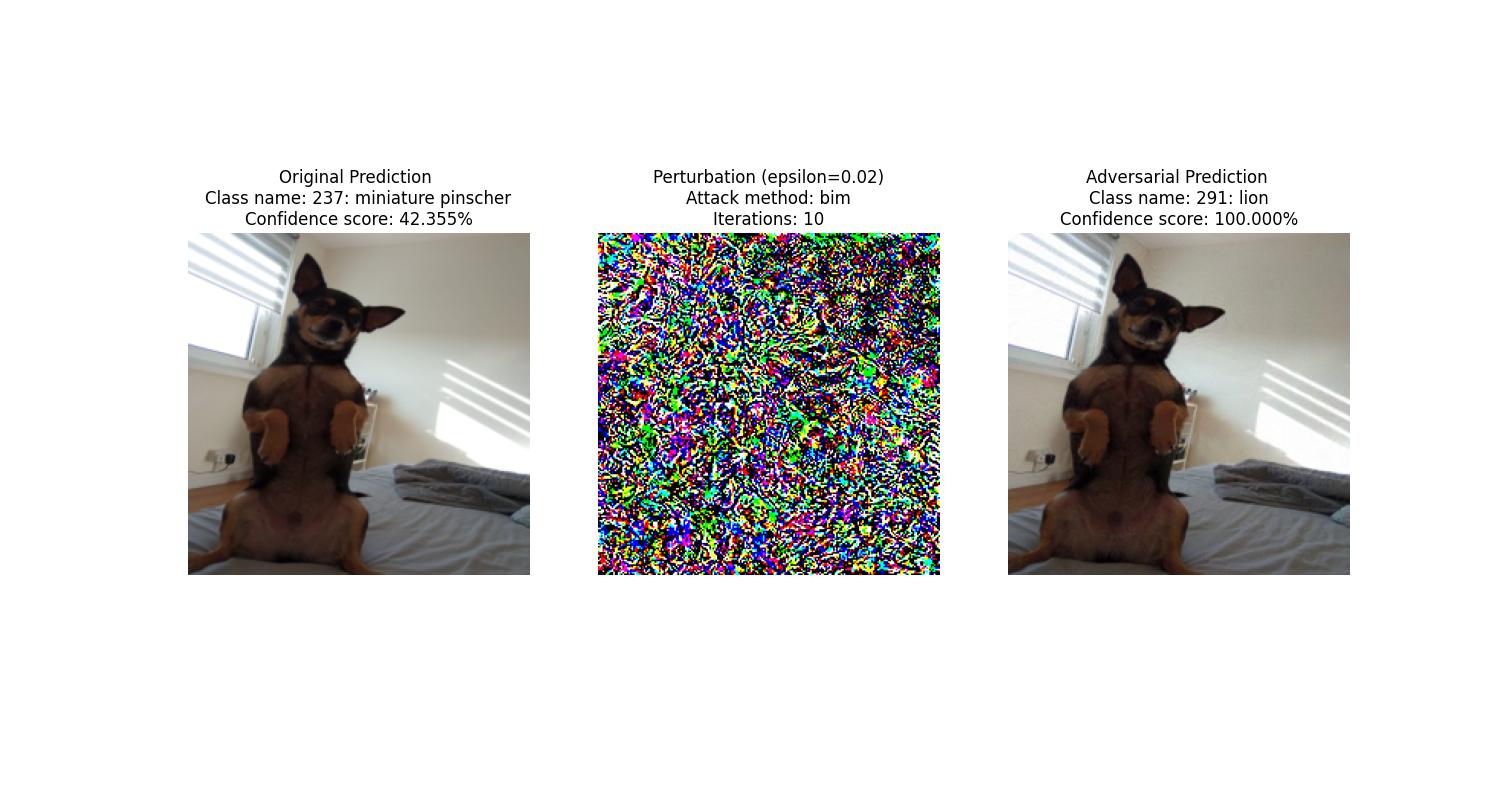 Original Prediction
Class name: 237: miniature pinscher
Confidence score: 42.355%
Perturbation (epsilon=0.02)
Attack method: bim
Iterations: 10
Adversarial Prediction
Class name: 291: lion
Confidence score: 100.000%